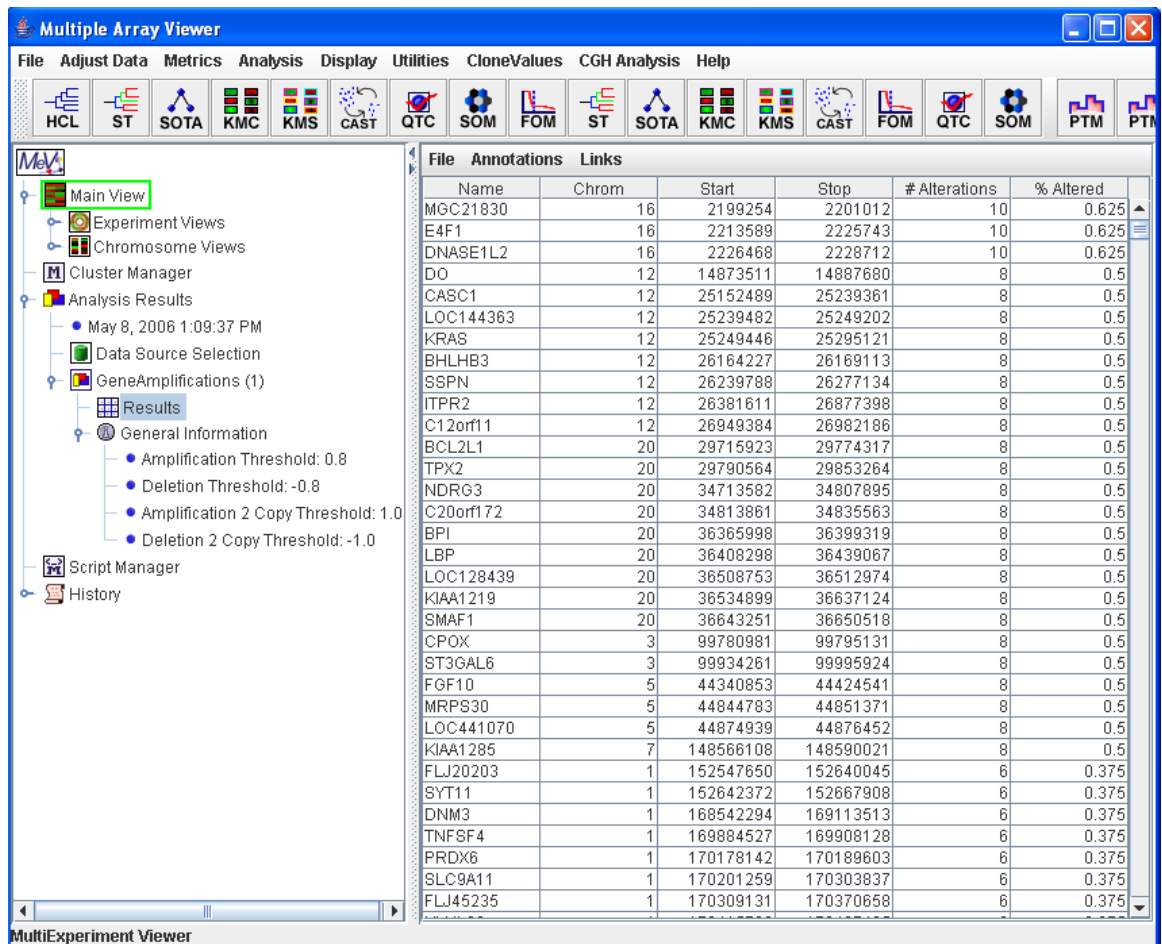 Multiple Array Viewer
File Adjust Data Metrics Analysis Display Utilities CloneValues CGH Analysis Help
HCL ST SOTA KMC KMS CAST QTC SOM FOM ST SOTA KMC KMS CAST FOM QTC SOM PTM
MeV
Main View
Experiment Views
Chromosome Views
Cluster Manager
Analysis Results
May 8, 2006 1:09:37 PM
Data Source Selection
GeneAmplifications (1)
Results
General Information
Amplification Threshold: 0.8
Deletion Threshold: -0.8
Amplification 2 Copy Threshold: 1.0
Deletion 2 Copy Threshold: -1.0
Script Manager
History
File Annotations Links
Name Chrom Start Stop # Alterations % Altered
MGC21830 16 2199254 2201012 10 0.625
E4F1 16 2213589 2225743 10 0.625
DNASE1L2 16 2226468 2228712 10 0.625
DO 12 14873511 14887680 8 0.5
CASC1 12 25152489 25239361 8 0.5
LOC144363 12 25239482 25249202 8 0.5
KRAS 12 25249446 25295121 8 0.5
BHLHB3 12 26164227 26169113 8 0.5
SSPN 12 26239788 26277134 8 0.5
ITPR2 12 26381611 26877398 8 0.5
C12orf11 12 26949384 26982186 8 0.5
BCL2L1 20 29715923 29774317 8 0.5
TPX2 20 29790564 29853264 8 0.5
NDRG3 20 34713582 34807895 8 0.5
C20orf172 20 34813861 34835563 8 0.5
BPI 20 36365998 36399319 8 0.5
LBP 20 36408298 36439067 8 0.5
LOC128439 20 36508753 36512974 8 0.5
KIAA1219 20 36534899 36637124 8 0.5
SMAF1 20 36643251 36650518 8 0.5
CPOX 3 99780981 99795131 8 0.5
ST3GAL6 3 99934261 99995924 8 0.5
FGF10 5 44340853 44424541 8 0.5
MRPS30 5 44844783 44851371 8 0.5
LOC441070 5 44874939 44876452 8 0.5
KIAA1285 7 148566108 148590021 8 0.5
FLJ20203 1 152547650 152640045 6 0.375
SYT11 1 152642372 152667908 6 0.375
DNM3 1 168542294 169113513 6 0.375
TNFSF4 1 169884527 169908128 6 0.375
PRDX6 1 170178142 170189603 6 0.375
SLC9A11 1 170201259 170303837 6 0.375
FLJ45235 1 170309131 170370658 6 0.375
MultiExperiment Viewer